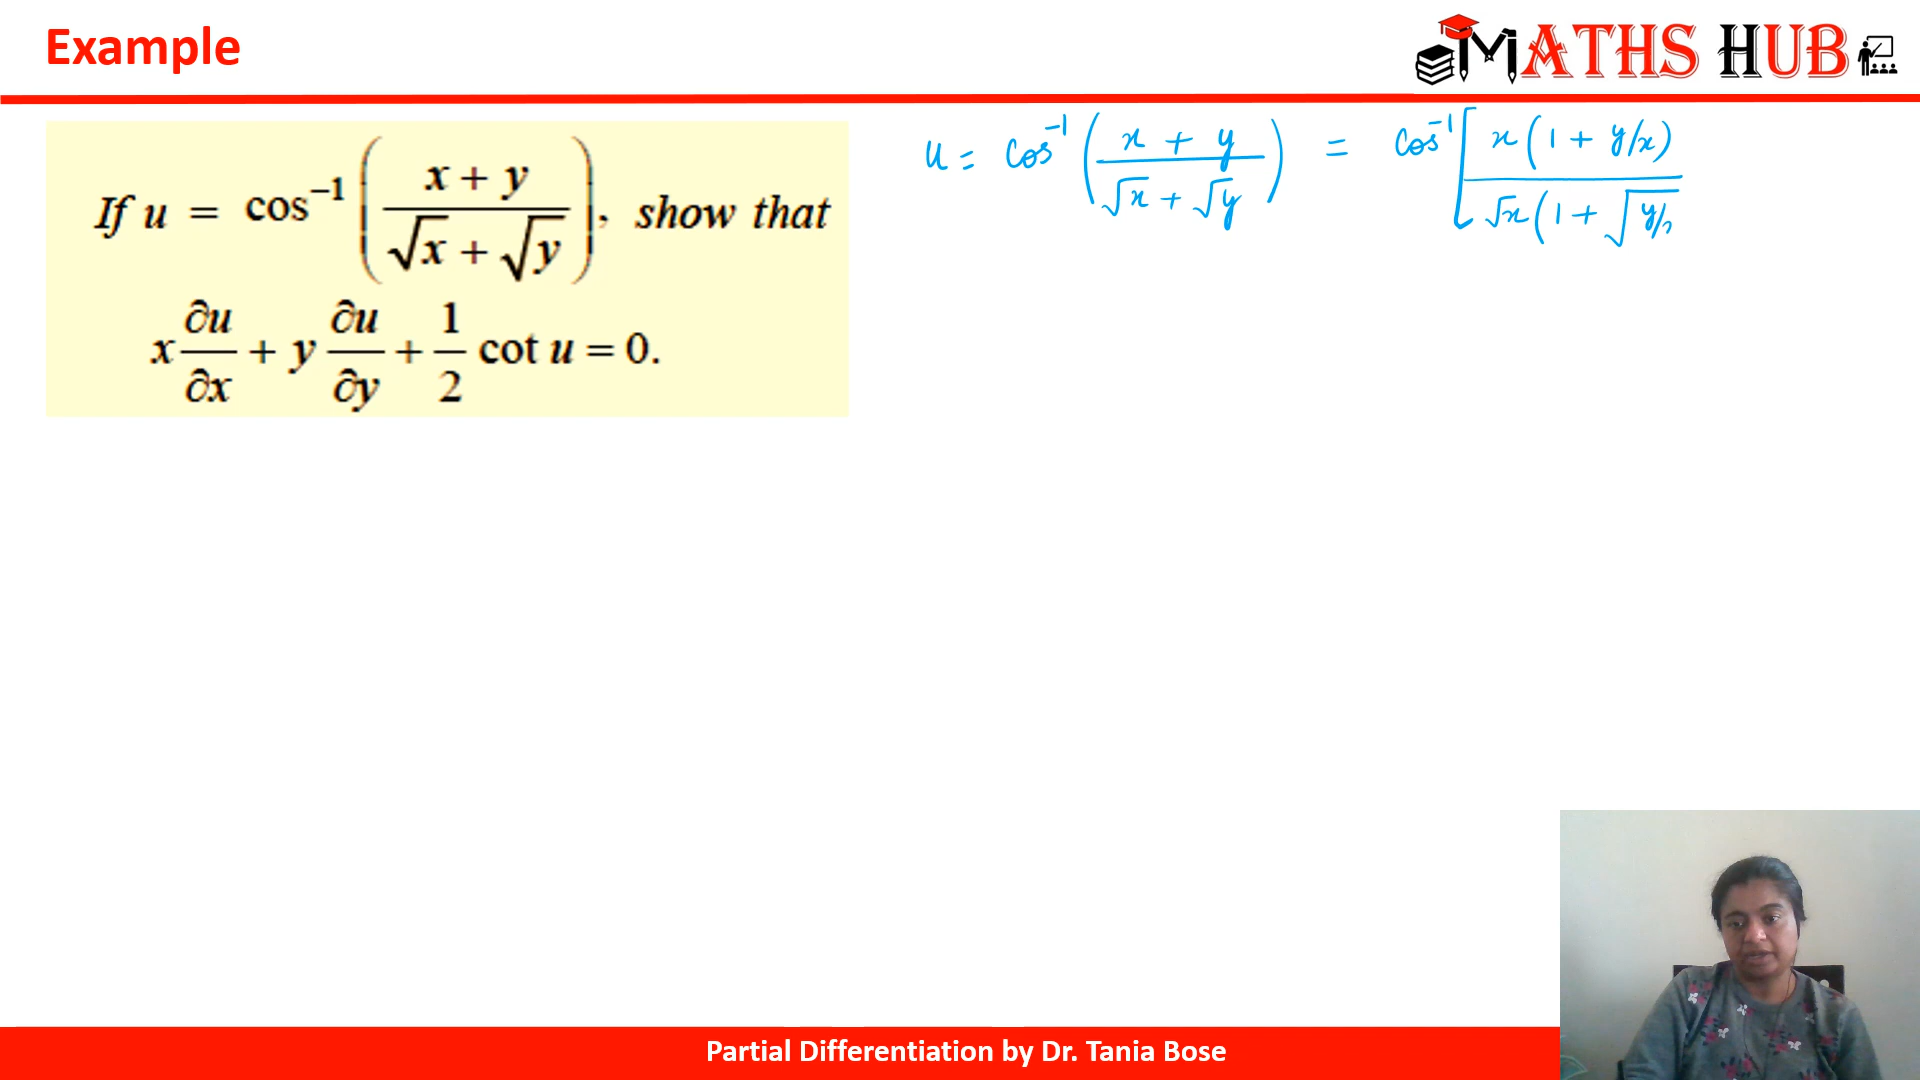 Example
MATHS HUB
If u = cos⁻¹((x + y)/(√x + √y)), show that
x ∂u/∂x + y ∂u/∂y + 1/2 cot u = 0.
u = cos⁻¹((x + y)/(√x + √y)) = cos⁻¹[x(1 + y/x)/√x(1 + √y/
Partial Differentiation by Dr. Tania Bose